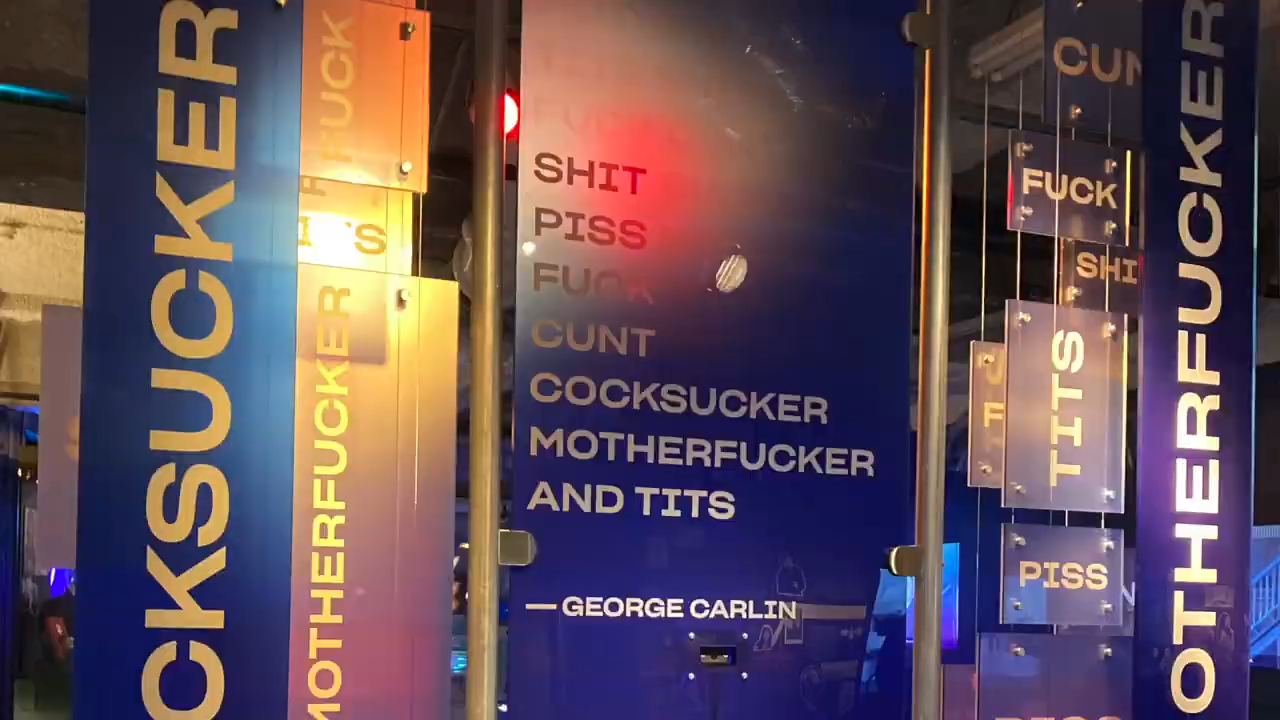 CKSUCKER
FUCK
MOTHERFUCKER
SHIT
PISS
FUCK
CUNT
COCKSUCKER
MOTHERFUCKER
AND TITS
— GEORGE CARLIN
CUN
FUCK
SHI
TITS
PISS
OTHERFUCKER